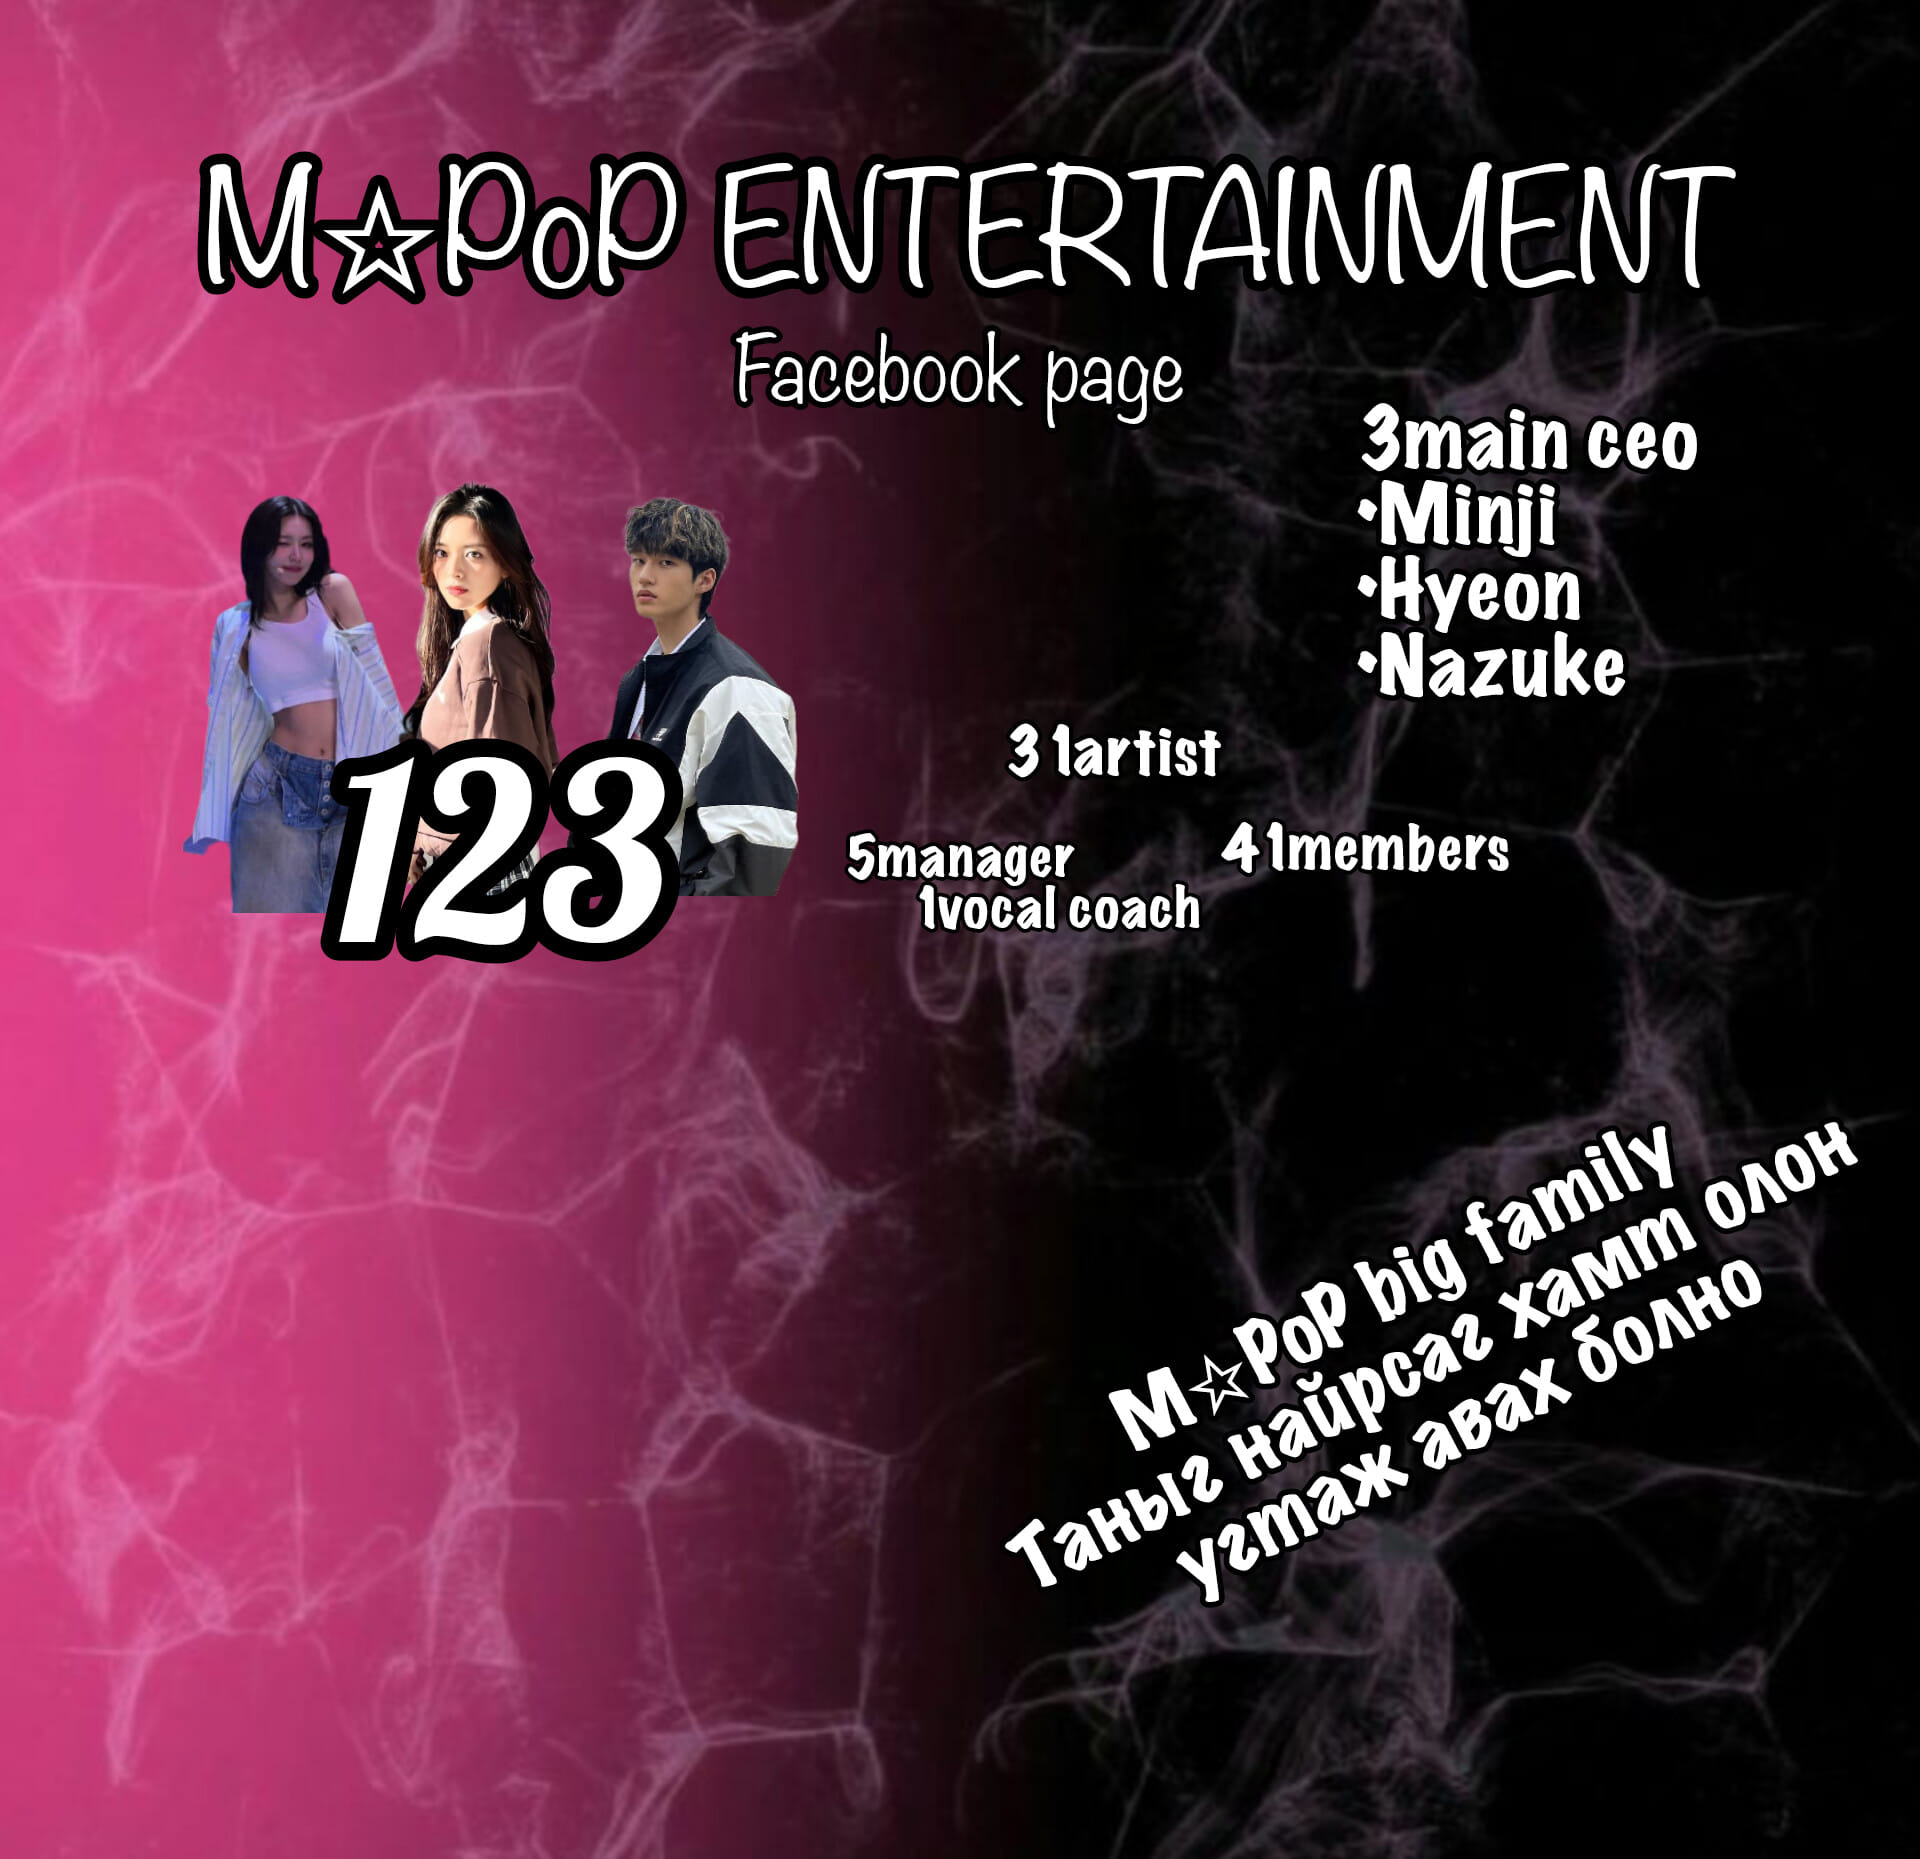 M☆PoP ENTERTAINMENT
Facebook page
3main ceo
•Minji
•Hyeon
•Nazuke
31artist
5manager
41members
1vocal coach
123
M☆PoP big family
Таныг найрсаг хамт олон
угтаж авах болно